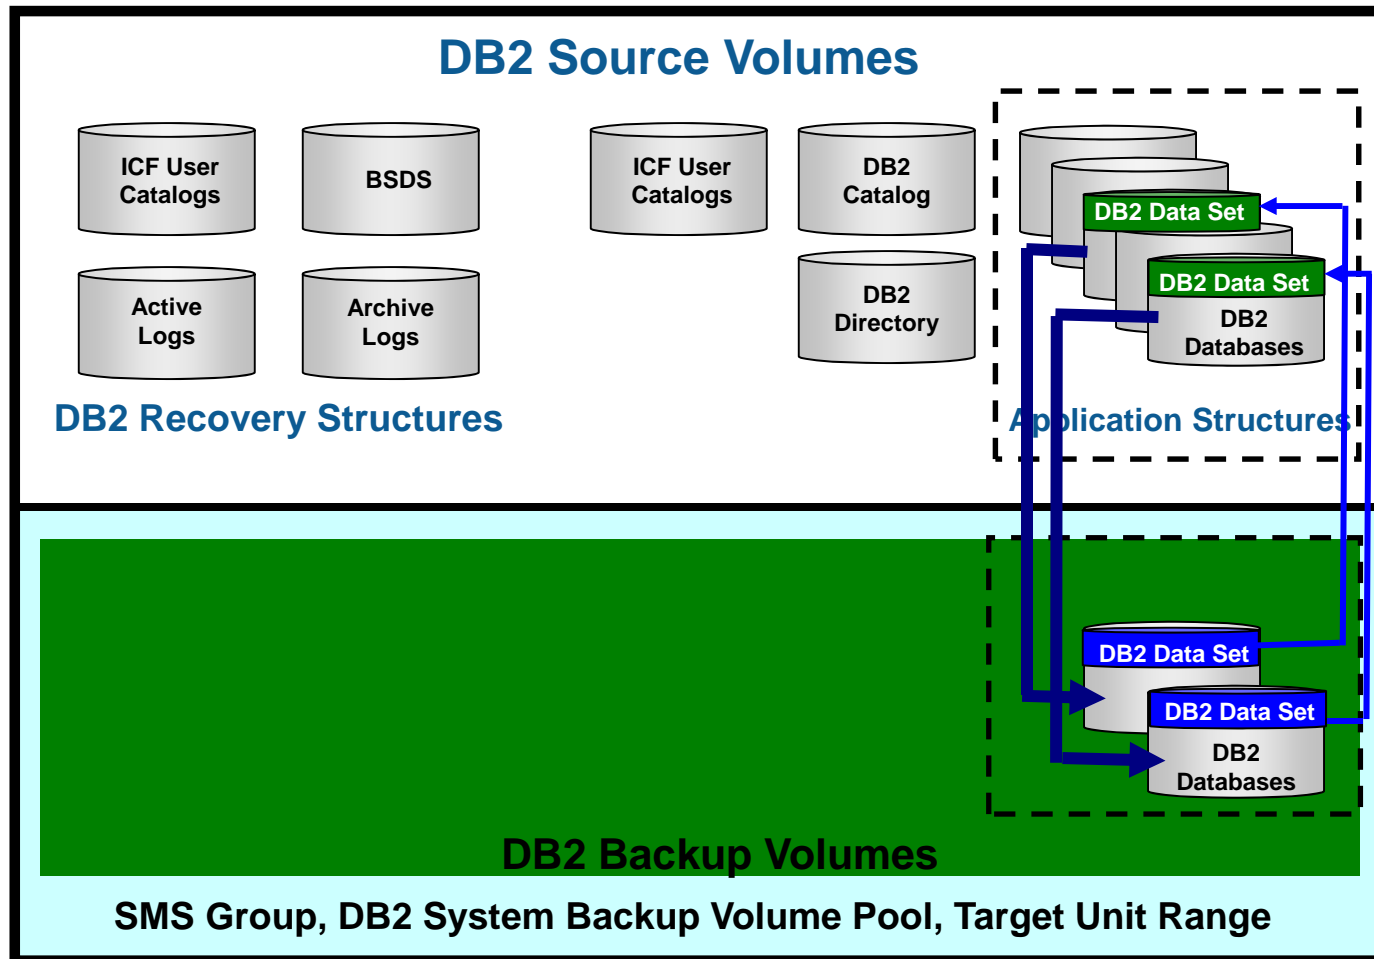 DB2 Source Volumes
ICF User
Catalogs
BSDS
ICF User
Catalogs
DB2
Catalog
DB2 Data Set
DB2 Data Set
DB2
Databases
Active
Logs
Archive
Logs
DB2
Directory
DB2 Recovery Structures
Application Structures
DB2 Data Set
DB2 Data Set
DB2
Databases
DB2 Backup Volumes
SMS Group, DB2 System Backup Volume Pool, Target Unit Range